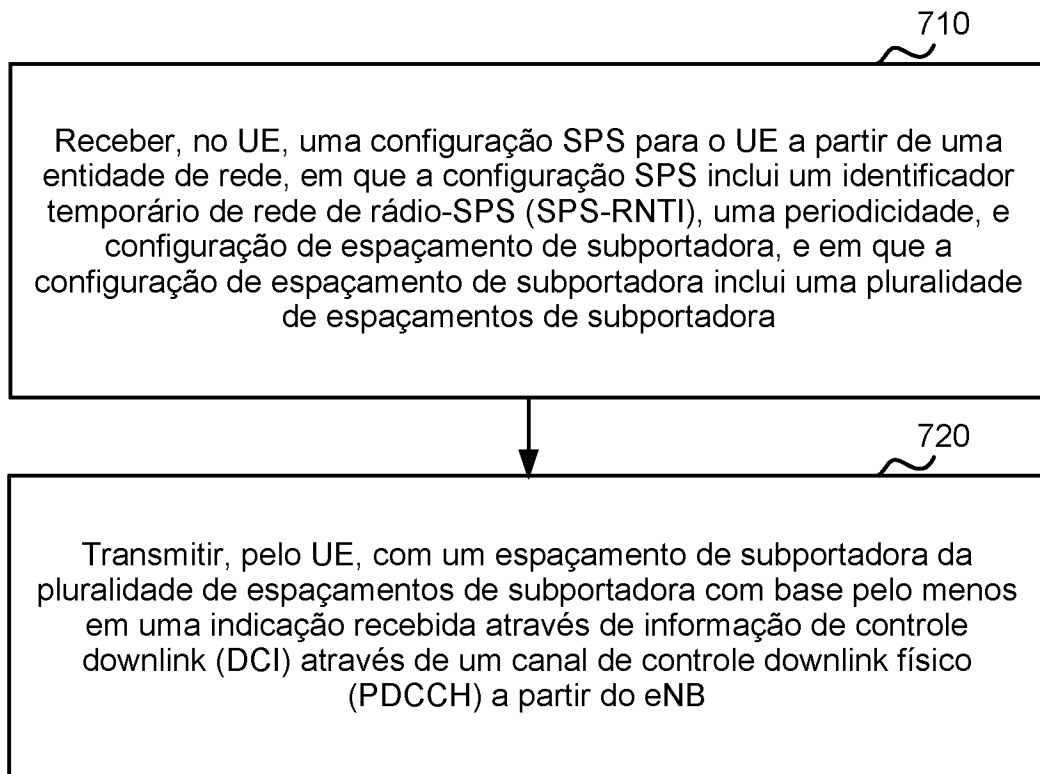 710
Receber, no UE, uma configuração SPS para o UE a partir de uma
entidade de rede, em que a configuração SPS inclui um identificador
temporário de rede de rádio-SPS (SPS-RNTI), uma periodicidade, e
configuração de espaçamento de subportadora, e em que a
configuração de espaçamento de subportadora inclui uma pluralidade
de espaçamentos de subportadora
720
Transmitir, pelo UE, com um espaçamento de subportadora da
pluralidade de espaçamentos de subportadora com base pelo menos
em uma indicação recebida através de informação de controle
downlink (DCI) através de um canal de controle downlink físico
(PDCCH) a partir do eNB